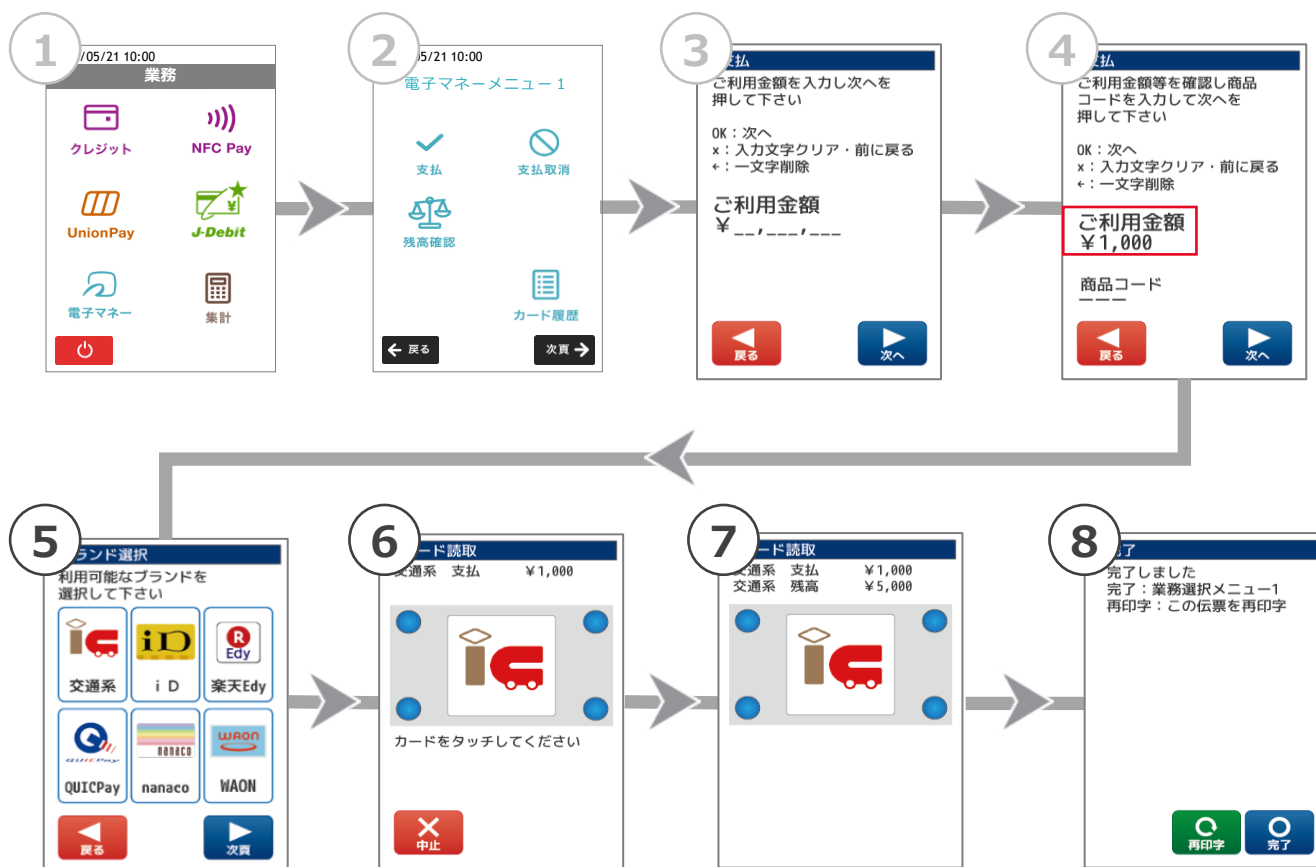 1
/05/21 10:00
業務
クレジット
NFC Pay
UnionPay
J-Debit
電子マネー
集計
2
05/21 10:00
電子マネーメニュー 1
支払
支払取消
残高確認
カード履歴
戻る
次頁
3
支払
ご利用金額を入力し次へを
押して下さい
OK：次へ
×：入力文字クリア・前に戻る
←：一文字削除
ご利用金額
￥__,___,___
戻る
次へ
4
支払
ご利用金額等を確認し商品
コードを入力して次へを
押して下さい
OK：次へ
×：入力文字クリア・前に戻る
←：一文字削除
ご利用金額
￥1,000
商品コード
___
戻る
次へ
5
ランド選択
利用可能なブランドを
選択して下さい
交通系
iD
i D
R
Edy
楽天Edy
QUICPay
QUICPay
nanaco
nanaco
WAON
WAON
戻る
次頁
6
ード読取
交通系 支払 ￥1,000
カードをタッチしてください
中止
7
ード読取
交通系 支払 ￥1,000
交通系 残高 ￥5,000
8
完了
完了しました
完了：業務選択メニュー1
再印字：この伝票を再印字
再印字
完了